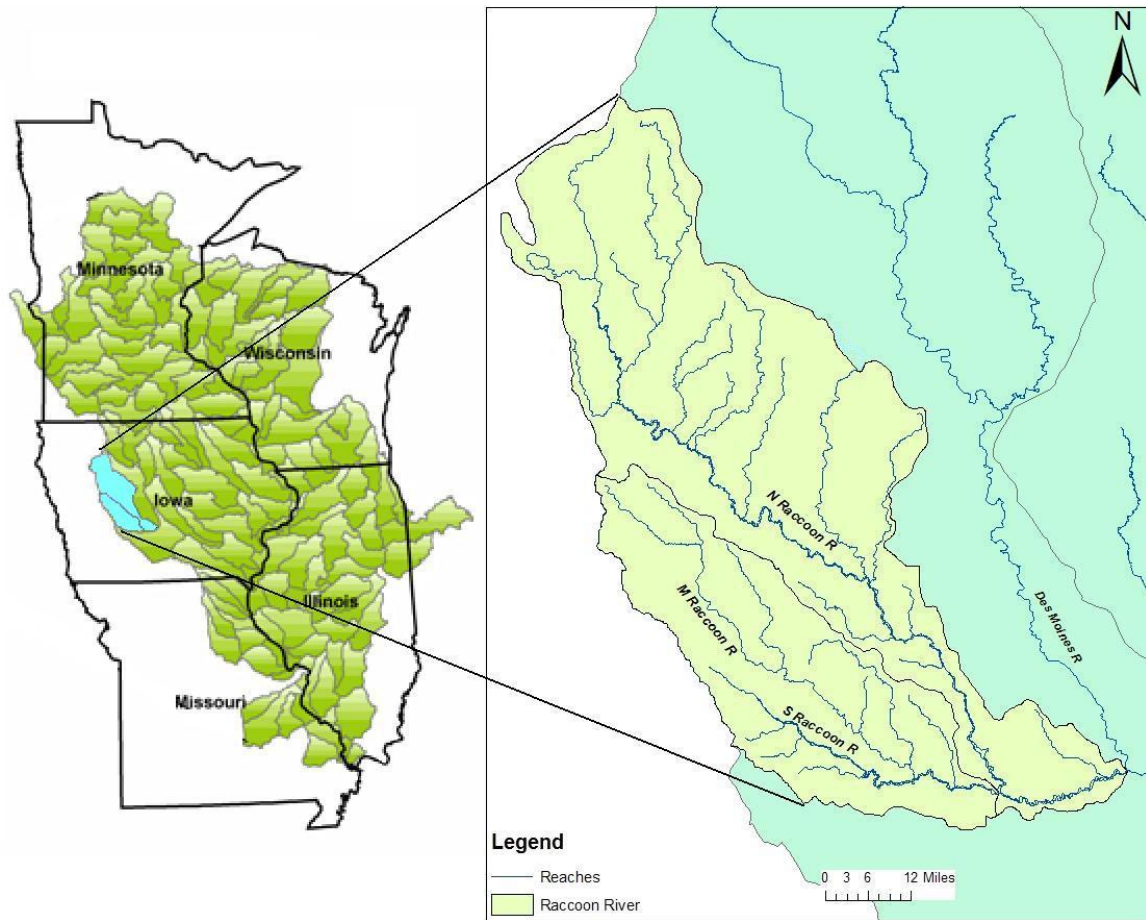 Minnesota
Wisconsin
Iowa
Illinois
Missouri
N
N Raccoon R
M Raccoon R
S Raccoon R
Des Moines R
Legend
Reaches
Raccoon River
0 3 6 12 Miles